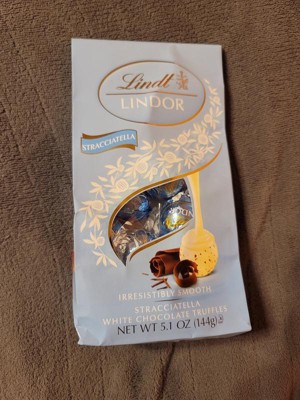 Lindt
LINDOR
STRACCIATELLA
IRRESISTIBLY SMOOTH
STRACCIATELLA
WHITE CHOCOLATE TRUFFLES
NET WT 5.1 OZ (144g)